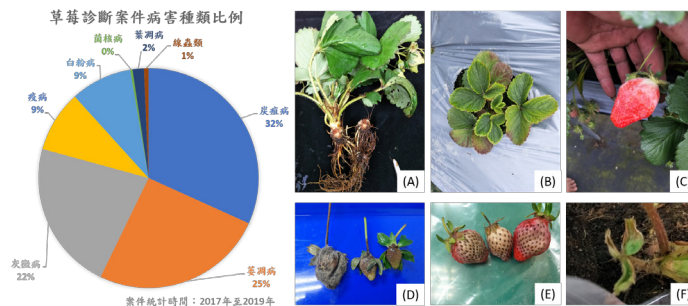 草莓診斷案件病害種類比例
菌核病
0%
葉凋病
2%
線蟲類
1%
白粉病
9%
疫病
9%
炭疽病
32%
灰黴病
22%
萎凋病
25%
案件統計時間：2017年至2019年
(A)
(B)
(C)
(D)
(E)
(F)